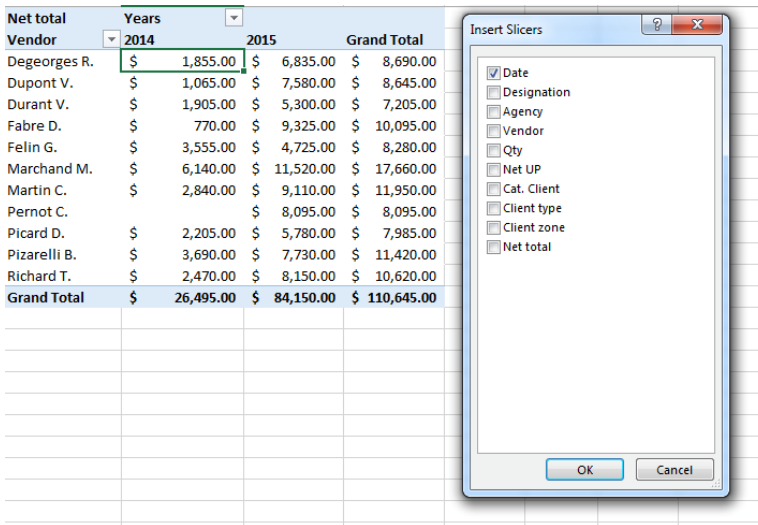 Net total Years
Vendor 2014 2015 Grand Total
Degeorges R. $ 1,855.00 $ 6,835.00 $ 8,690.00
Dupont V. $ 1,065.00 $ 7,580.00 $ 8,645.00
Durant V. $ 1,905.00 $ 5,300.00 $ 7,205.00
Fabre D. $ 770.00 $ 9,325.00 $ 10,095.00
Felin G. $ 3,555.00 $ 4,725.00 $ 8,280.00
Marchand M. $ 6,140.00 $ 11,520.00 $ 17,660.00
Martin C. $ 2,840.00 $ 9,110.00 $ 11,950.00
Pernot C. $ 8,095.00 $ 8,095.00
Picard D. $ 2,205.00 $ 5,780.00 $ 7,985.00
Pizarelli B. $ 3,690.00 $ 7,730.00 $ 11,420.00
Richard T. $ 2,470.00 $ 8,150.00 $ 10,620.00
Grand Total $ 26,495.00 $ 84,150.00 $ 110,645.00
Insert Slicers ? X
Date
Designation
Agency
Vendor
Qty
Net UP
Cat. Client
Client type
Client zone
Net total
OK Cancel